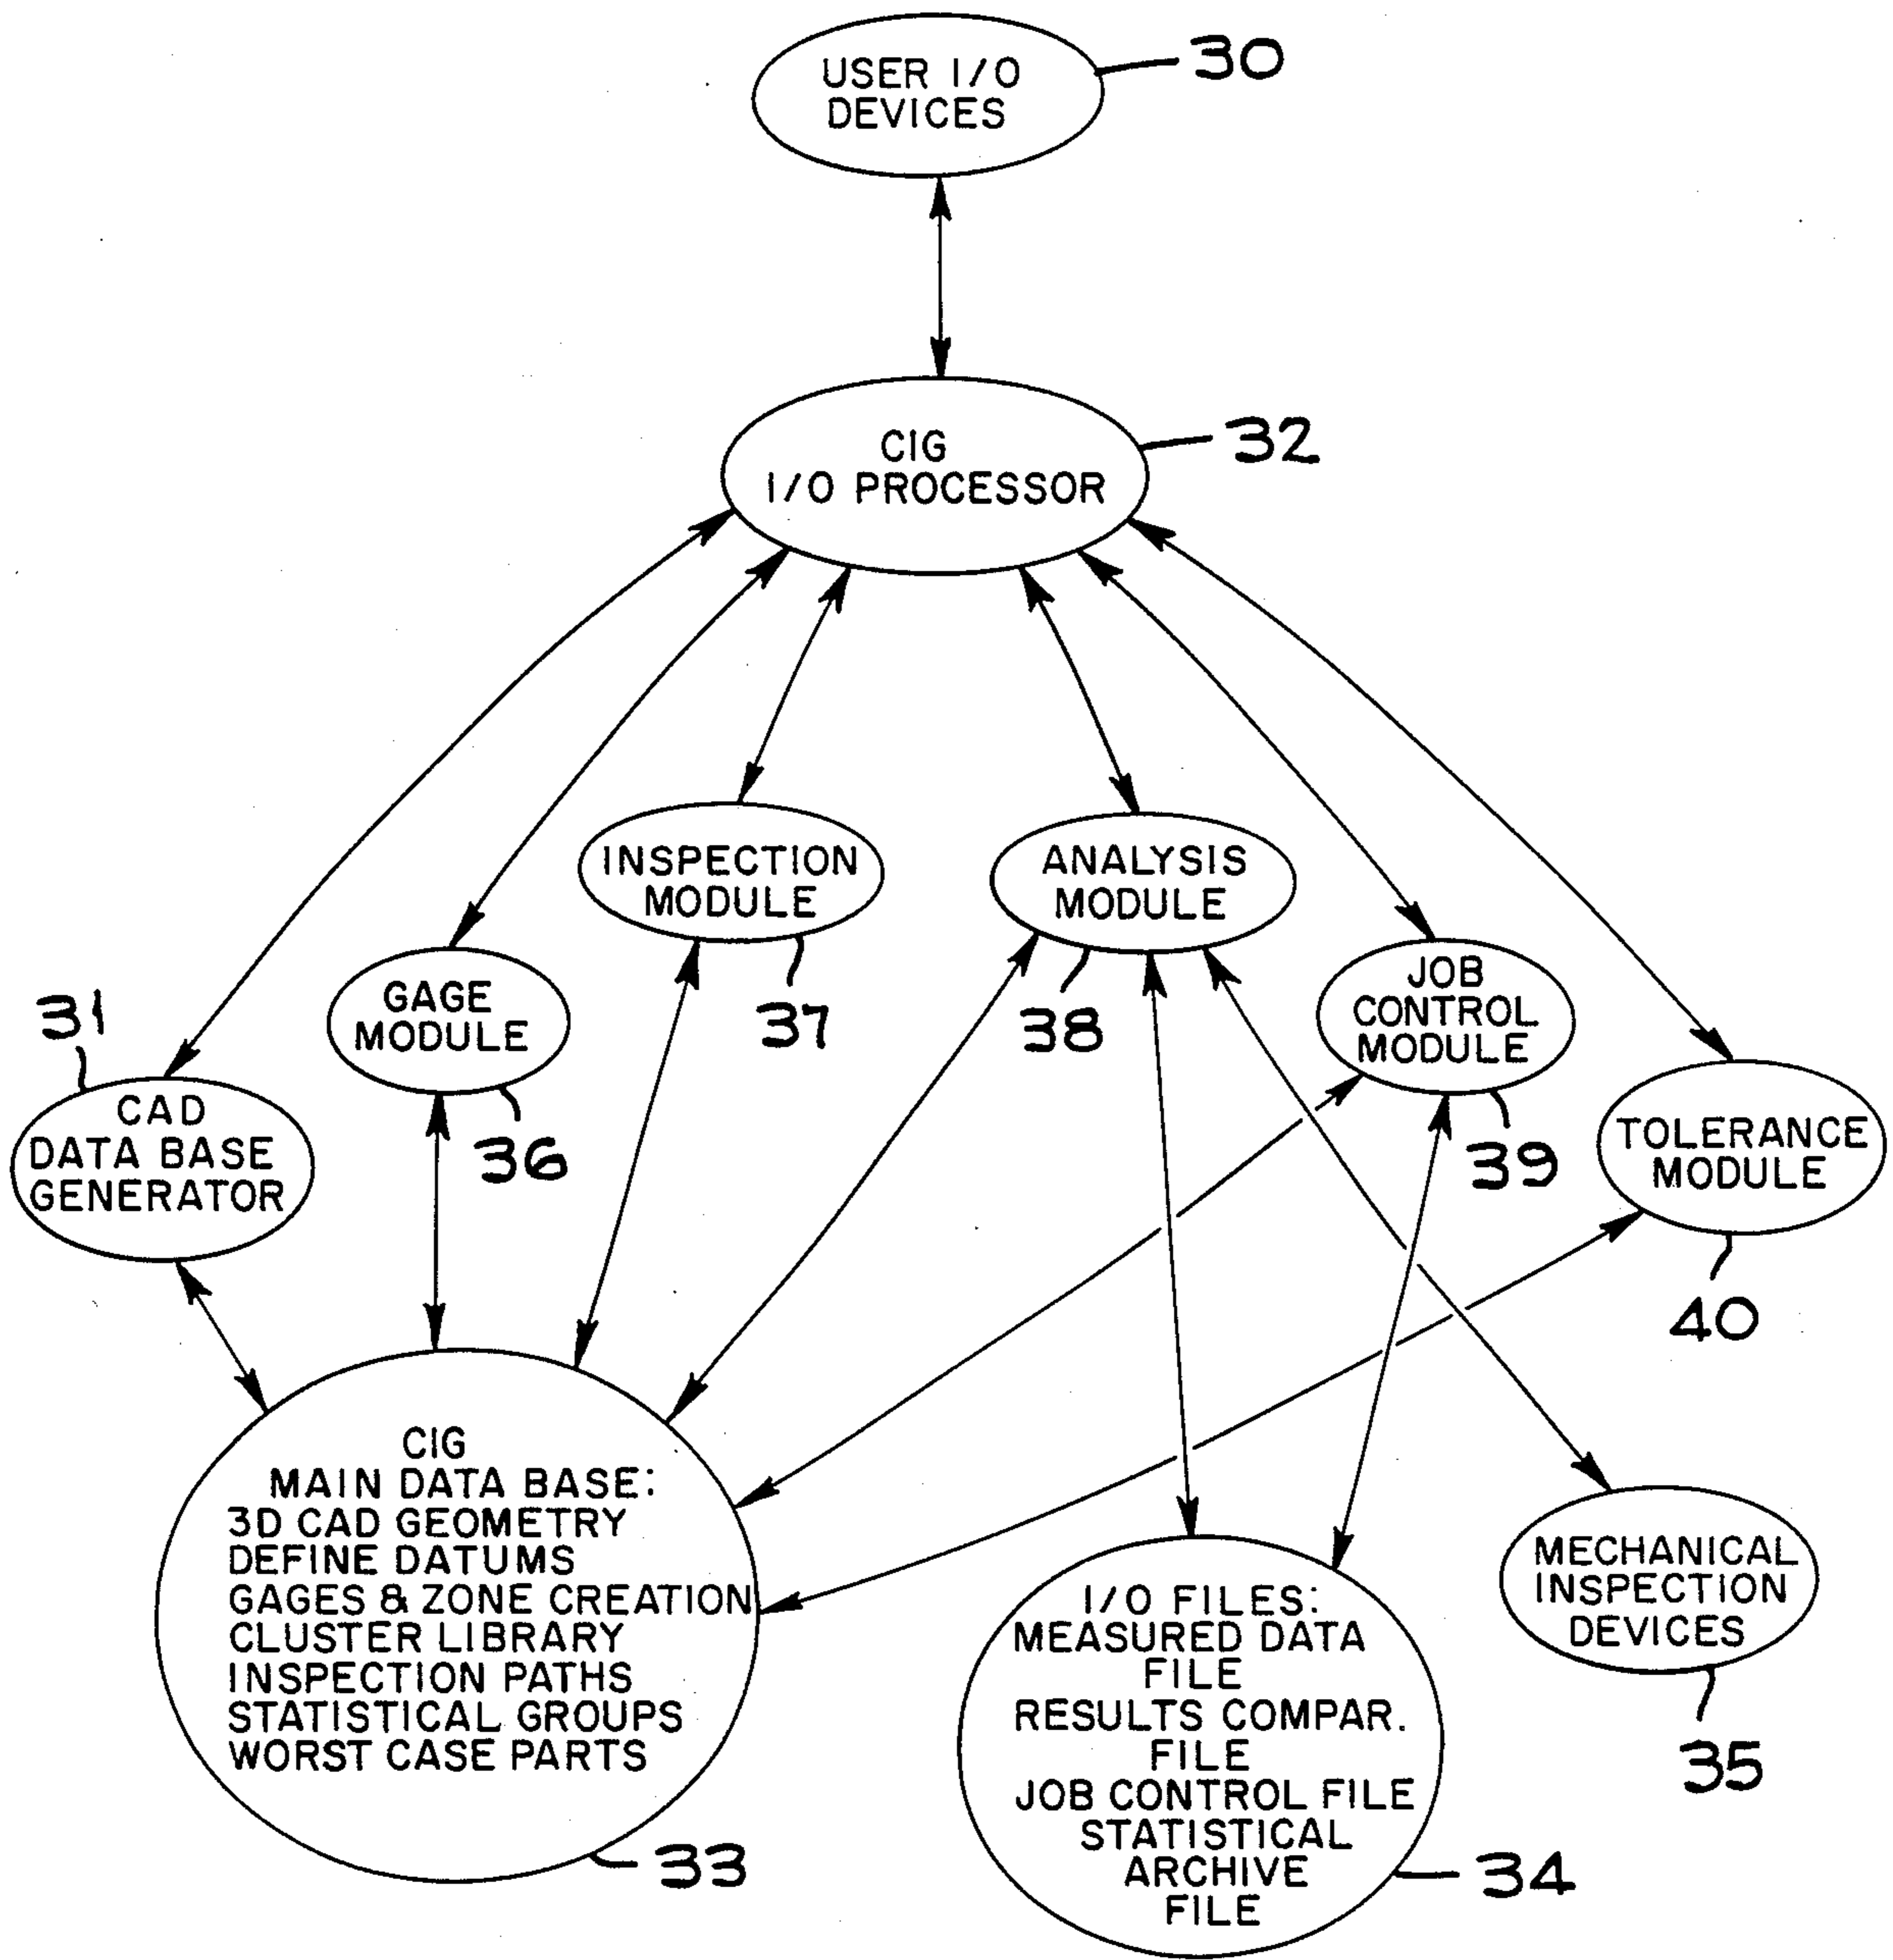 USER I/O
DEVICES
30
CIG
I/O PROCESSOR
32
INSPECTION
MODULE
37
ANALYSIS
MODULE
38
GAGE
MODULE
36
JOB
CONTROL
MODULE
39
31
CAD
DATA BASE
GENERATOR
TOLERANCE
MODULE
40
CIG
MAIN DATA BASE:
3D CAD GEOMETRY
DEFINE DATUMS
GAGES & ZONE CREATION
CLUSTER LIBRARY
INSPECTION PATHS
STATISTICAL GROUPS
WORST CASE PARTS
33
I/O FILES:
MEASURED DATA
FILE
RESULTS COMPAR.
FILE
JOB CONTROL FILE
STATISTICAL
ARCHIVE
FILE
34
MECHANICAL
INSPECTION
DEVICES
35